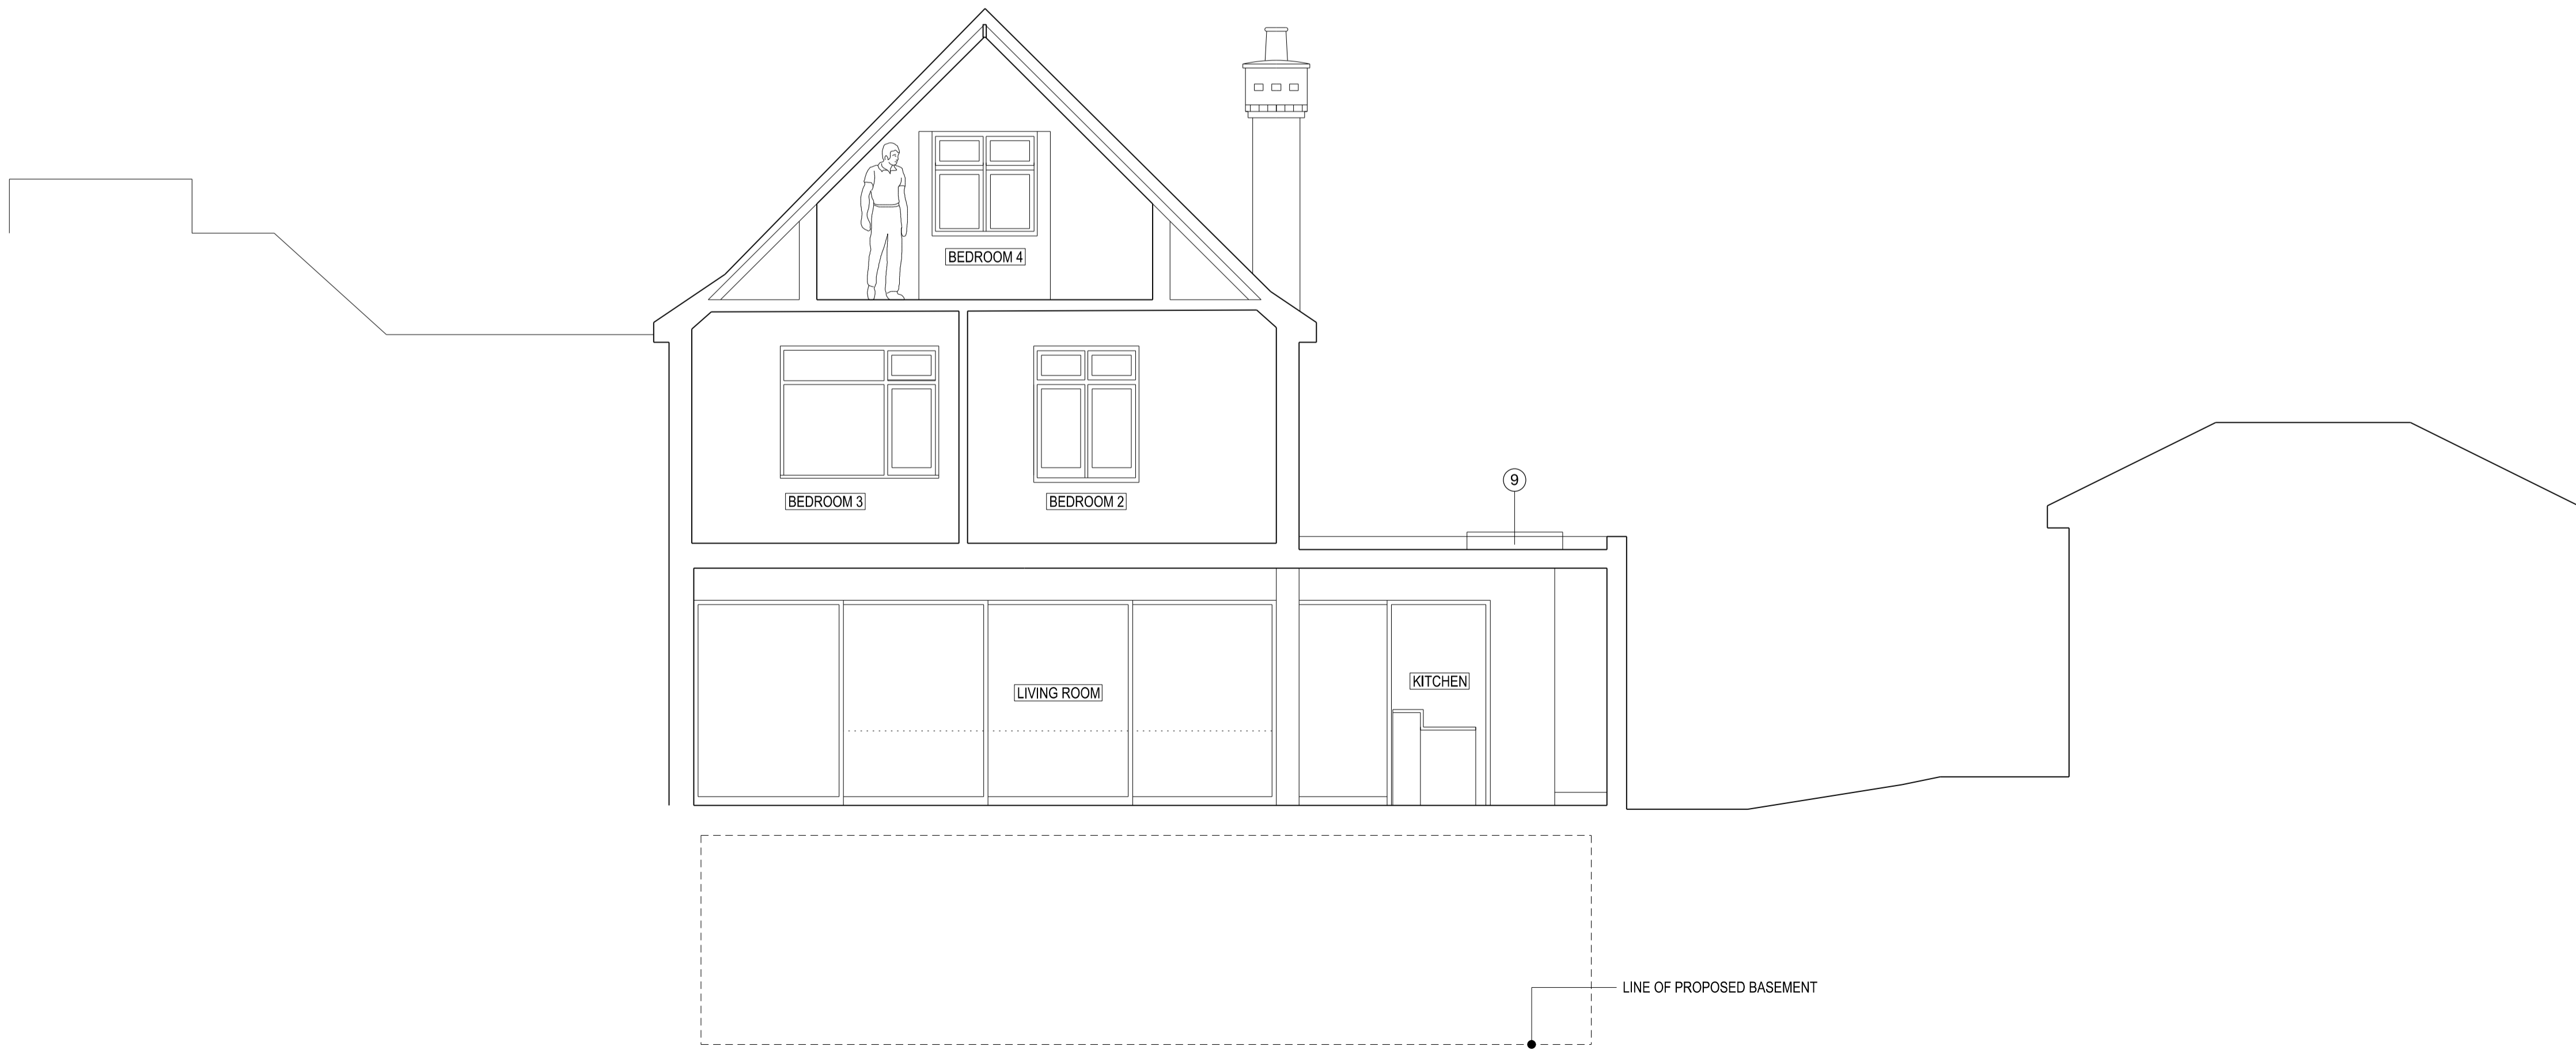 BEDROOM 4
9
BEDROOM 3
BEDROOM 2
LIVING ROOM
KITCHEN
LINE OF PROPOSED BASEMENT